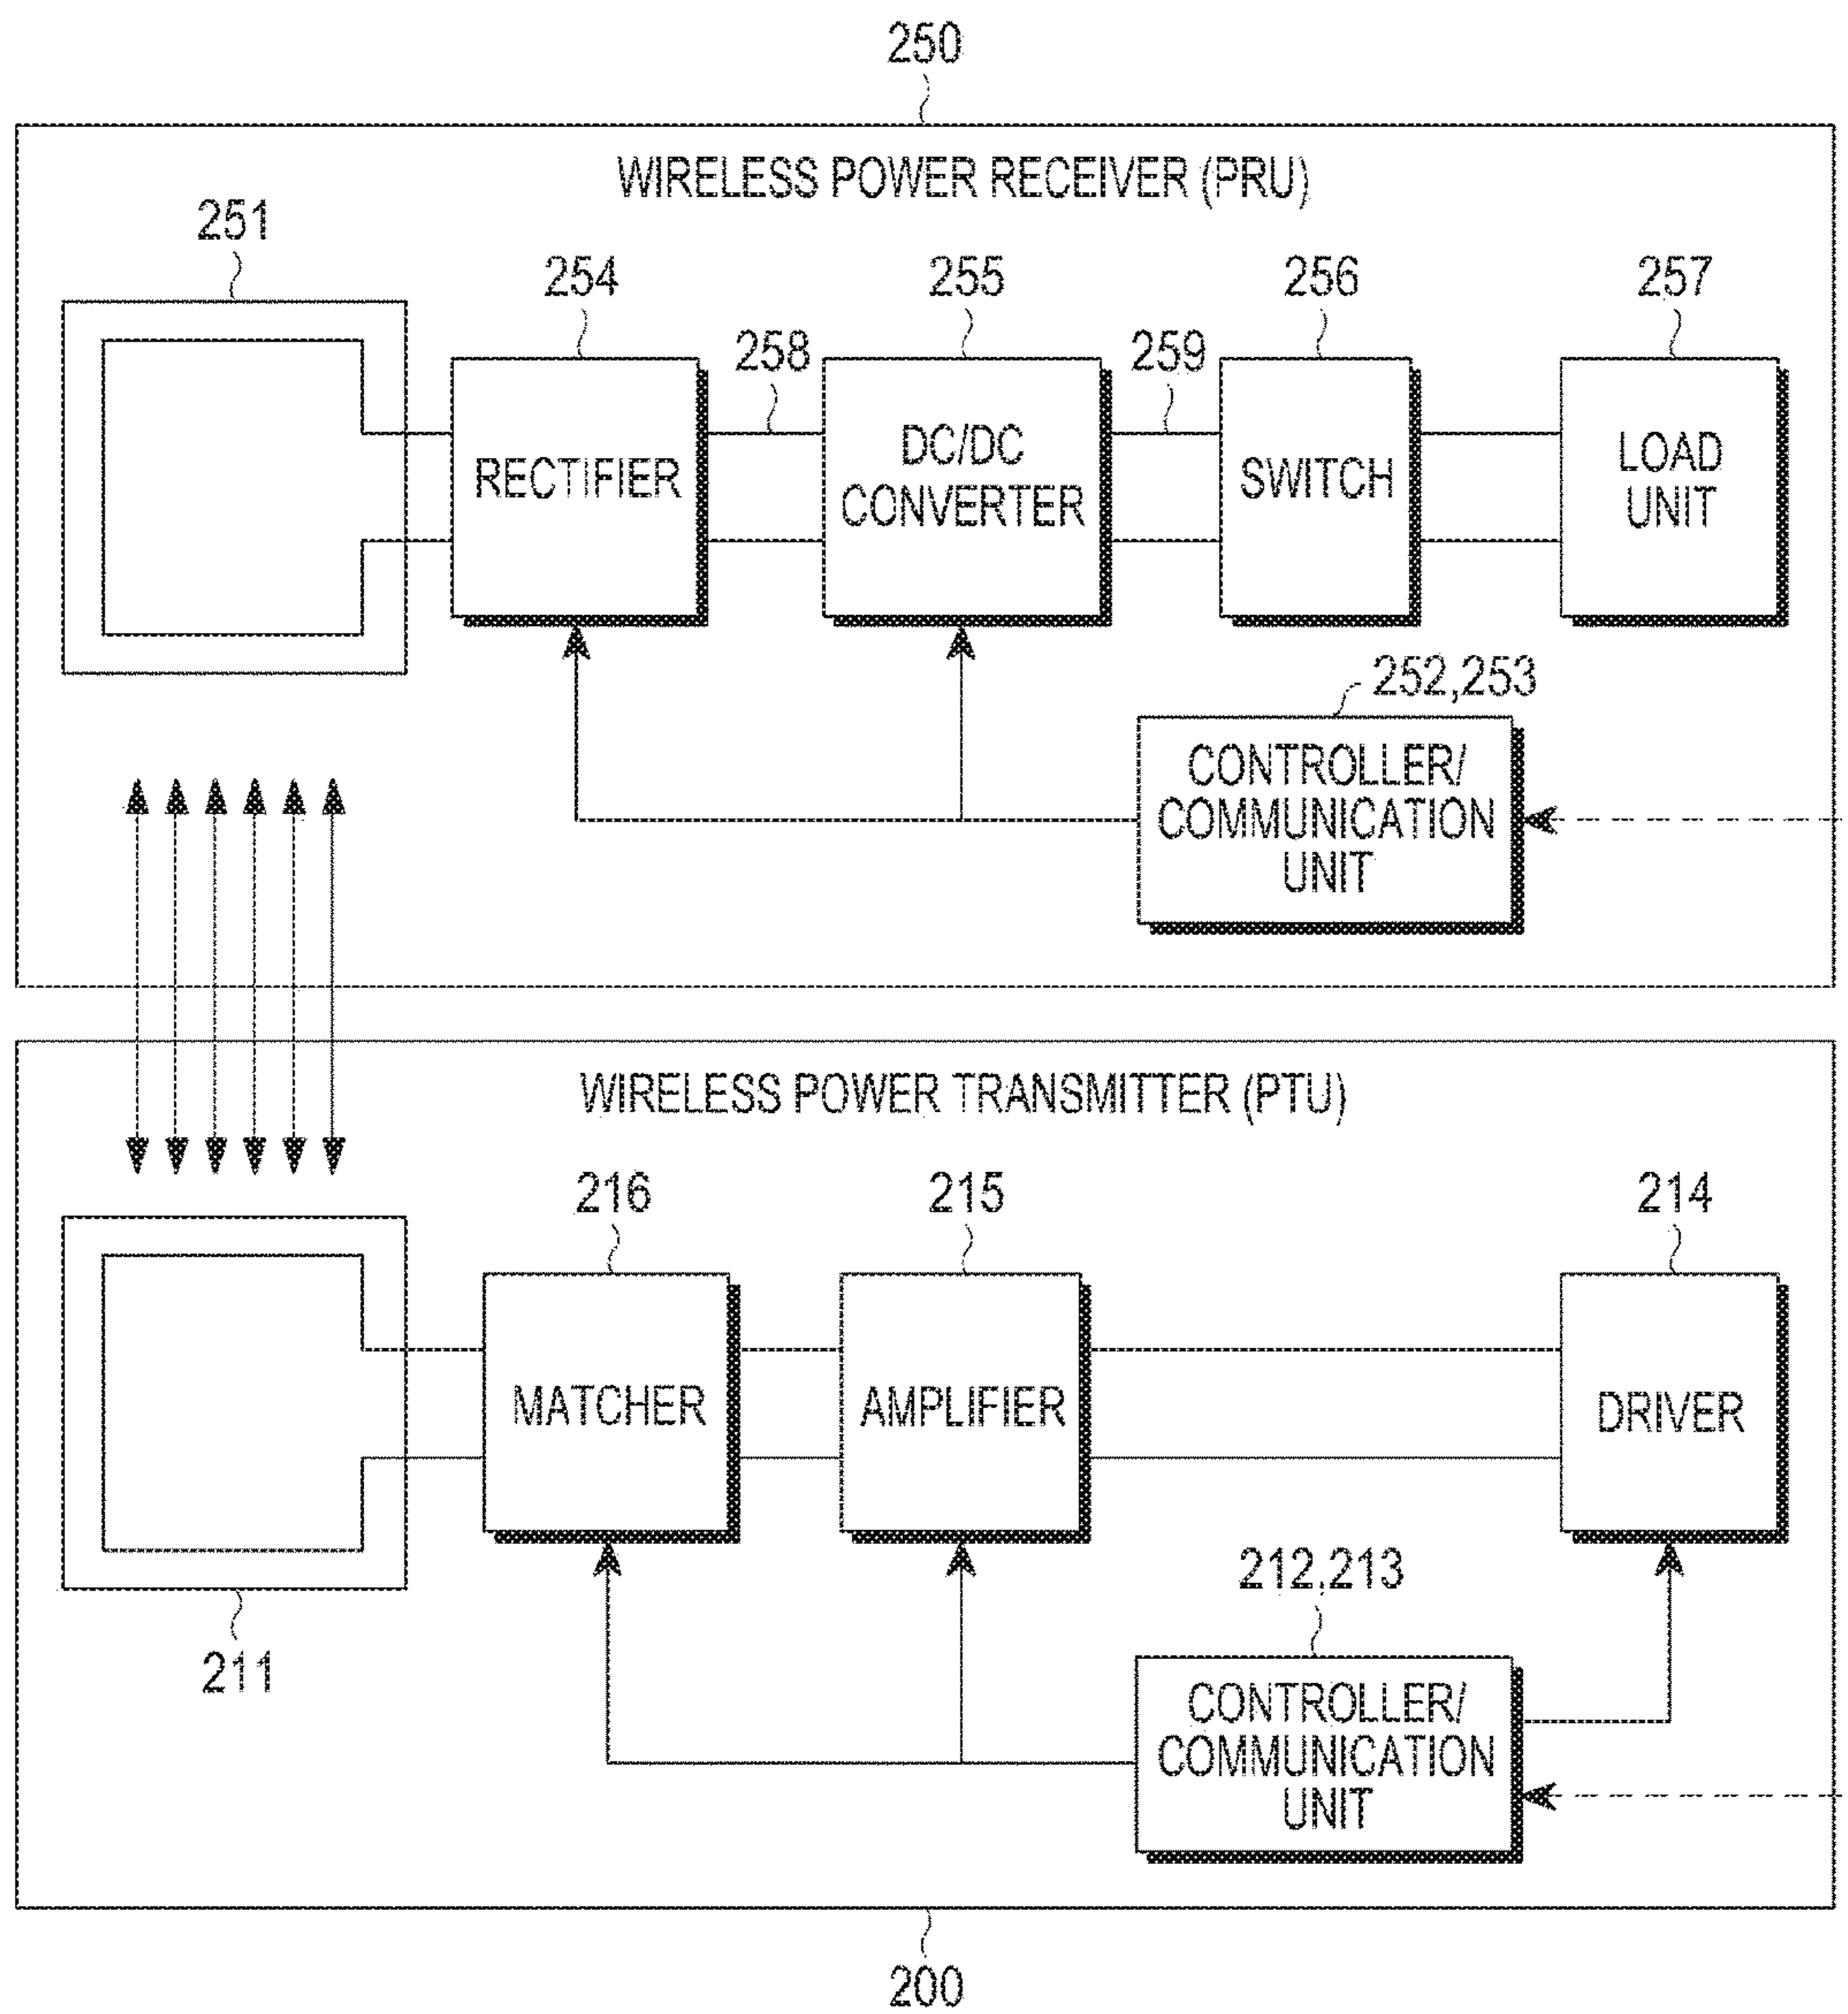 250
WIRELESS POWER RECEIVER (PRU)
251
254
255
256
257
258
259
RECTIFIER
DC/DC
CONVERTER
SWITCH
LOAD
UNIT
252,253
CONTROLLER/
COMMUNICATION
UNIT
WIRELESS POWER TRANSMITTER (PTU)
216
215
214
MATCHER
AMPLIFIER
DRIVER
212,213
211
CONTROLLER/
COMMUNICATION
UNIT
200